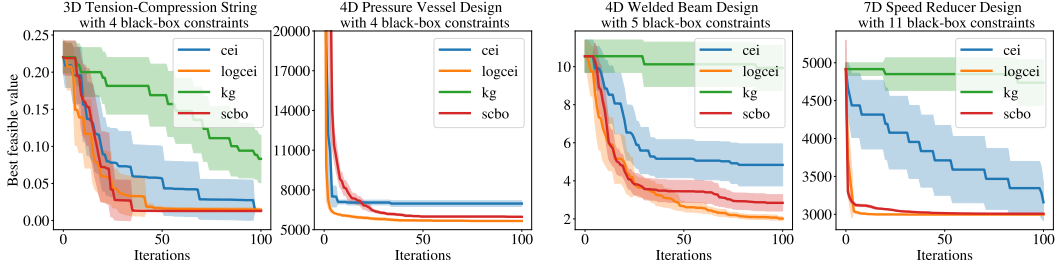 3D Tension-Compression String
with 4 black-box constraints
Best feasible value
0.25
0.20
0.15
0.10
0.05
0.00
cei
logcei
kg
scbo
0
50
100
Iterations
4D Pressure Vessel Design
with 4 black-box constraints
20000
17000
14000
11000
8000
5000
cei
logcei
kg
scbo
0
50
100
Iterations
4D Welded Beam Design
with 5 black-box constraints
10
8
6
4
2
cei
logcei
kg
scbo
0
50
100
Iterations
7D Speed Reducer Design
with 11 black-box constraints
5000
4500
4000
3500
3000
cei
logcei
kg
scbo
0
50
100
Iterations